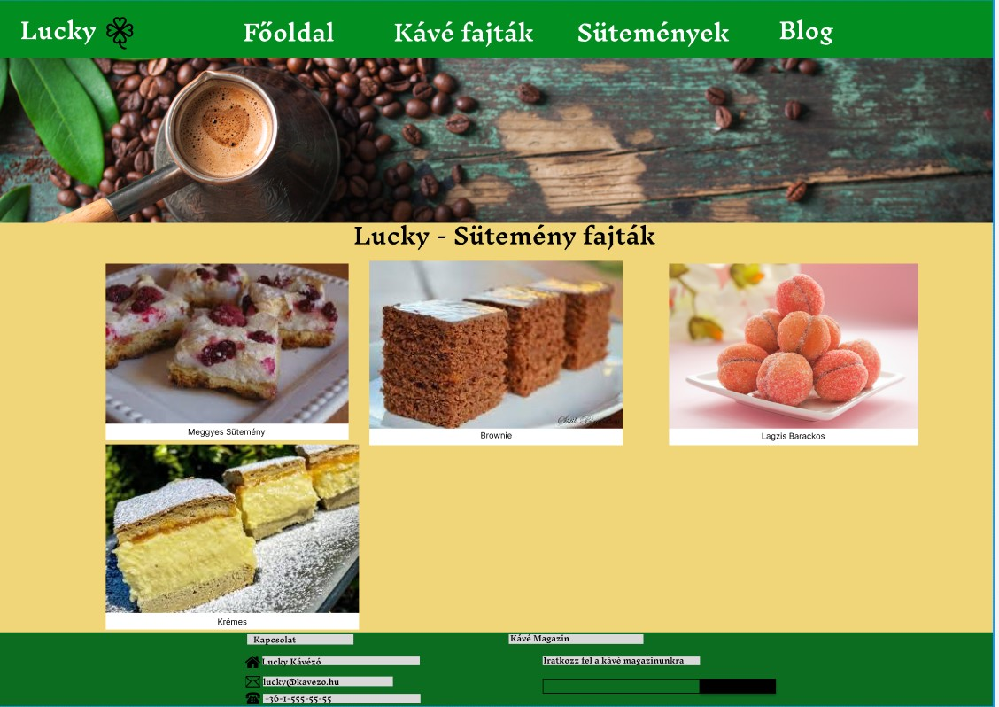 Lucky
Főoldal
Kávé fajták
Sütemények
Blog
Lucky - Sütemény fajták
Meggyes Sütemény
Brownie
Lagzis Barackos
Krémes
Kapcsolat
Lucky Kávézó
lucky@kavezo.hu
+36-1-555-55-55
Kávé Magazin
Iratkozz fel a kávé magazinunkra